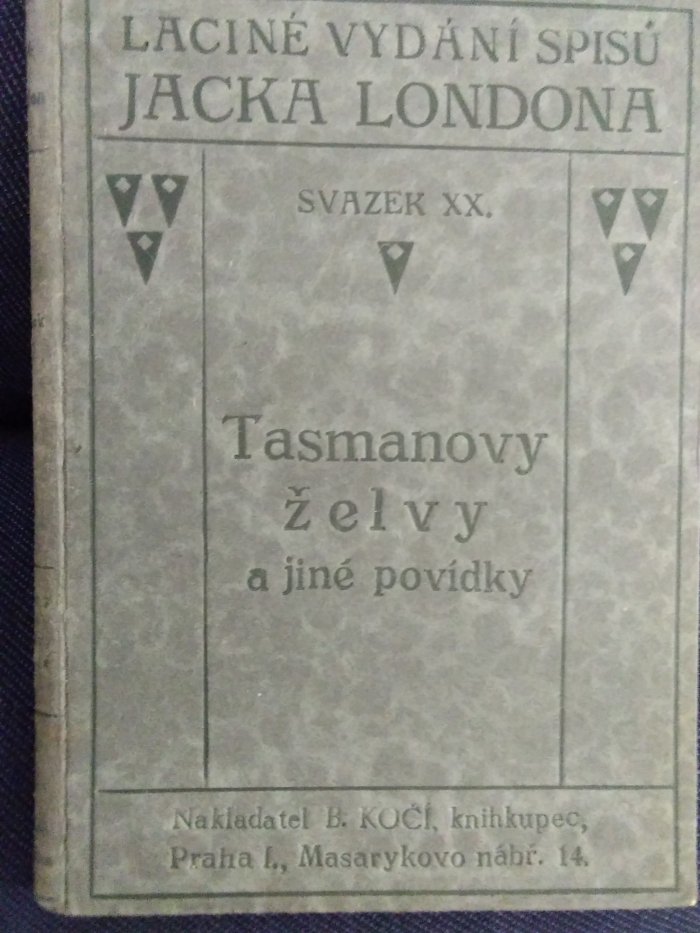 LACINÉ VYDÁNÍ SPISŮ
JACKA LONDONA
SVAZEK XX.
Tasmanovy
želvy
a jiné povídky
Nakladatel B. KOČÍ, knihkupec,
Praha I., Masarykovo nábř. 14.